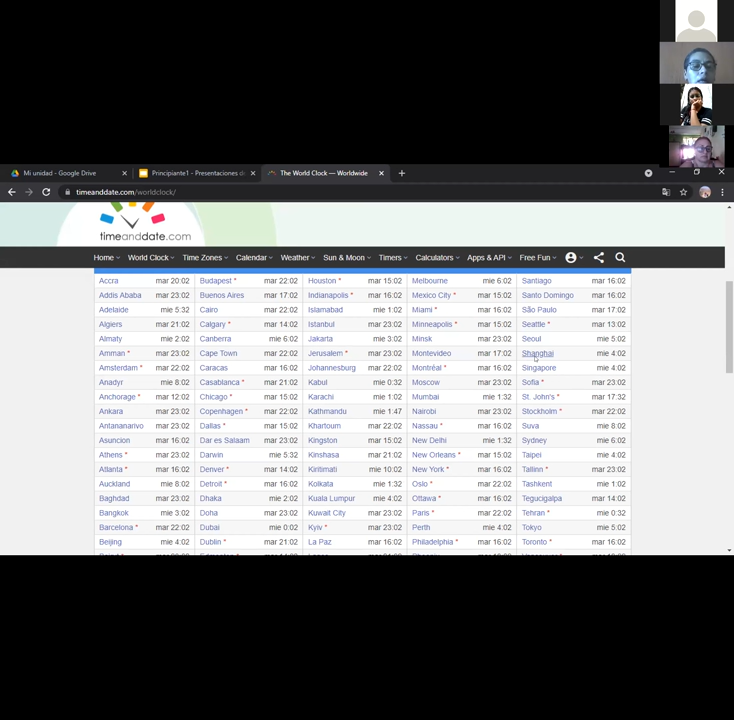 Mi unidad - Google Drive
Principiante1 - Presentaciones d
The World Clock — Worldwide
timeanddate.com/worldclock/
timeanddate.com
Home World Clock Time Zones Calendar Weather Sun & Moon Timers Calculators Apps & API Free Fun
Accra mar 20:02 Budapest * mar 22:02 Houston * mar 15:02 Melbourne mie 6:02 Santiago mar 16:02
Addis Ababa mar 23:02 Buenos Aires mar 17:02 Indianapolis * mar 16:02 Mexico City * mar 15:02 Santo Domingo mar 16:02
Adelaide mie 5:32 Cairo mar 22:02 Islamabad mie 1:02 Miami * mar 16:02 São Paulo mar 17:02
Algiers mar 21:02 Calgary * mar 14:02 Istanbul mar 23:02 Minneapolis * mar 15:02 Seattle * mar 13:02
Almaty mie 2:02 Canberra mie 6:02 Jakarta mie 3:02 Minsk mar 23:02 Seoul mie 5:02
Amman * mar 23:02 Cape Town mar 22:02 Jerusalem * mar 23:02 Montevideo mar 17:02 Shanghai mie 4:02
Amsterdam * mar 22:02 Caracas mar 16:02 Johannesburg mar 22:02 Montréal * mar 16:02 Singapore mie 4:02
Anadyr mie 8:02 Casablanca * mar 21:02 Kabul mie 0:32 Moscow mar 23:02 Sofia * mar 23:02
Anchorage * mar 12:02 Chicago * mar 15:02 Karachi mie 1:02 Mumbai mie 1:32 St. John's * mar 17:32
Ankara mar 23:02 Copenhagen * mar 22:02 Kathmandu mie 1:47 Nairobi mar 23:02 Stockholm * mar 22:02
Antananarivo mar 23:02 Dallas * mar 15:02 Khartoum mar 22:02 Nassau * mar 16:02 Suva mie 8:02
Asuncion mar 16:02 Dar es Salaam mar 23:02 Kingston mar 15:02 New Delhi mie 1:32 Sydney mie 6:02
Athens * mar 23:02 Darwin mie 5:32 Kinshasa mar 21:02 New Orleans * mar 15:02 Taipei mie 4:02
Atlanta * mar 16:02 Denver * mar 14:02 Kiritimati mie 10:02 New York * mar 16:02 Tallinn * mar 23:02
Auckland mie 8:02 Detroit * mar 16:02 Kolkata mie 1:32 Oslo * mar 22:02 Tashkent mie 1:02
Baghdad mar 23:02 Dhaka mie 2:02 Kuala Lumpur mie 4:02 Ottawa * mar 16:02 Tegucigalpa mar 14:02
Bangkok mie 3:02 Doha mar 23:02 Kuwait City mar 23:02 Paris * mar 22:02 Tehran * mie 0:32
Barcelona * mar 22:02 Dubai mie 0:02 Kyiv * mar 23:02 Perth mie 4:02 Tokyo mie 5:02
Beijing mie 4:02 Dublin * mar 21:02 La Paz mar 16:02 Philadelphia * mar 16:02 Toronto * mar 16:02